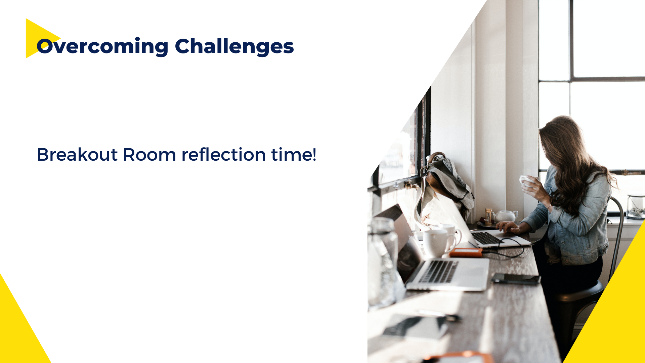 Overcoming Challenges
Breakout Room reflection time!